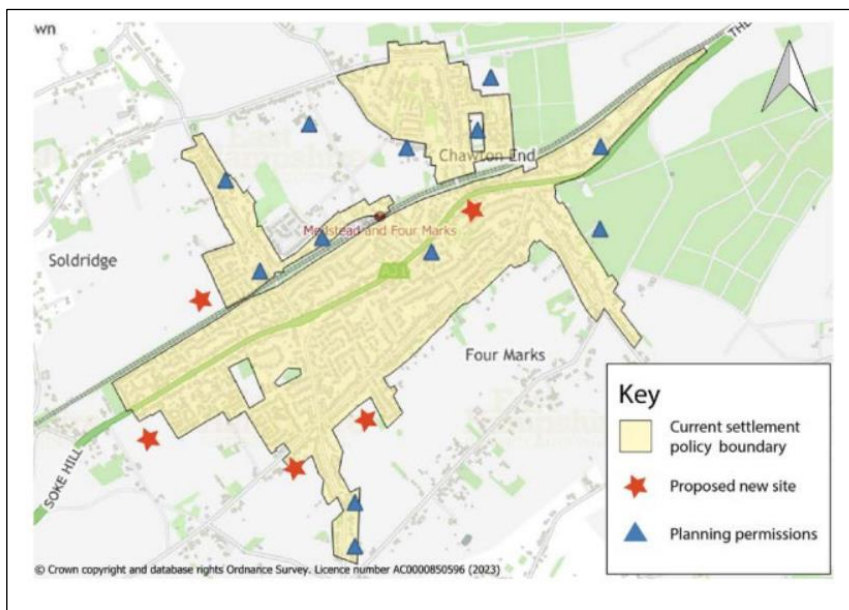 wn
THE
Chawton End
Medstead and Four Marks
Soldridge
Four Marks
SOKE HILL
Key
Current settlement
policy boundary
Proposed new site
Planning permissions
© Crown copyright and database rights Ordnance Survey. Licence number AC0000850596 (2023)